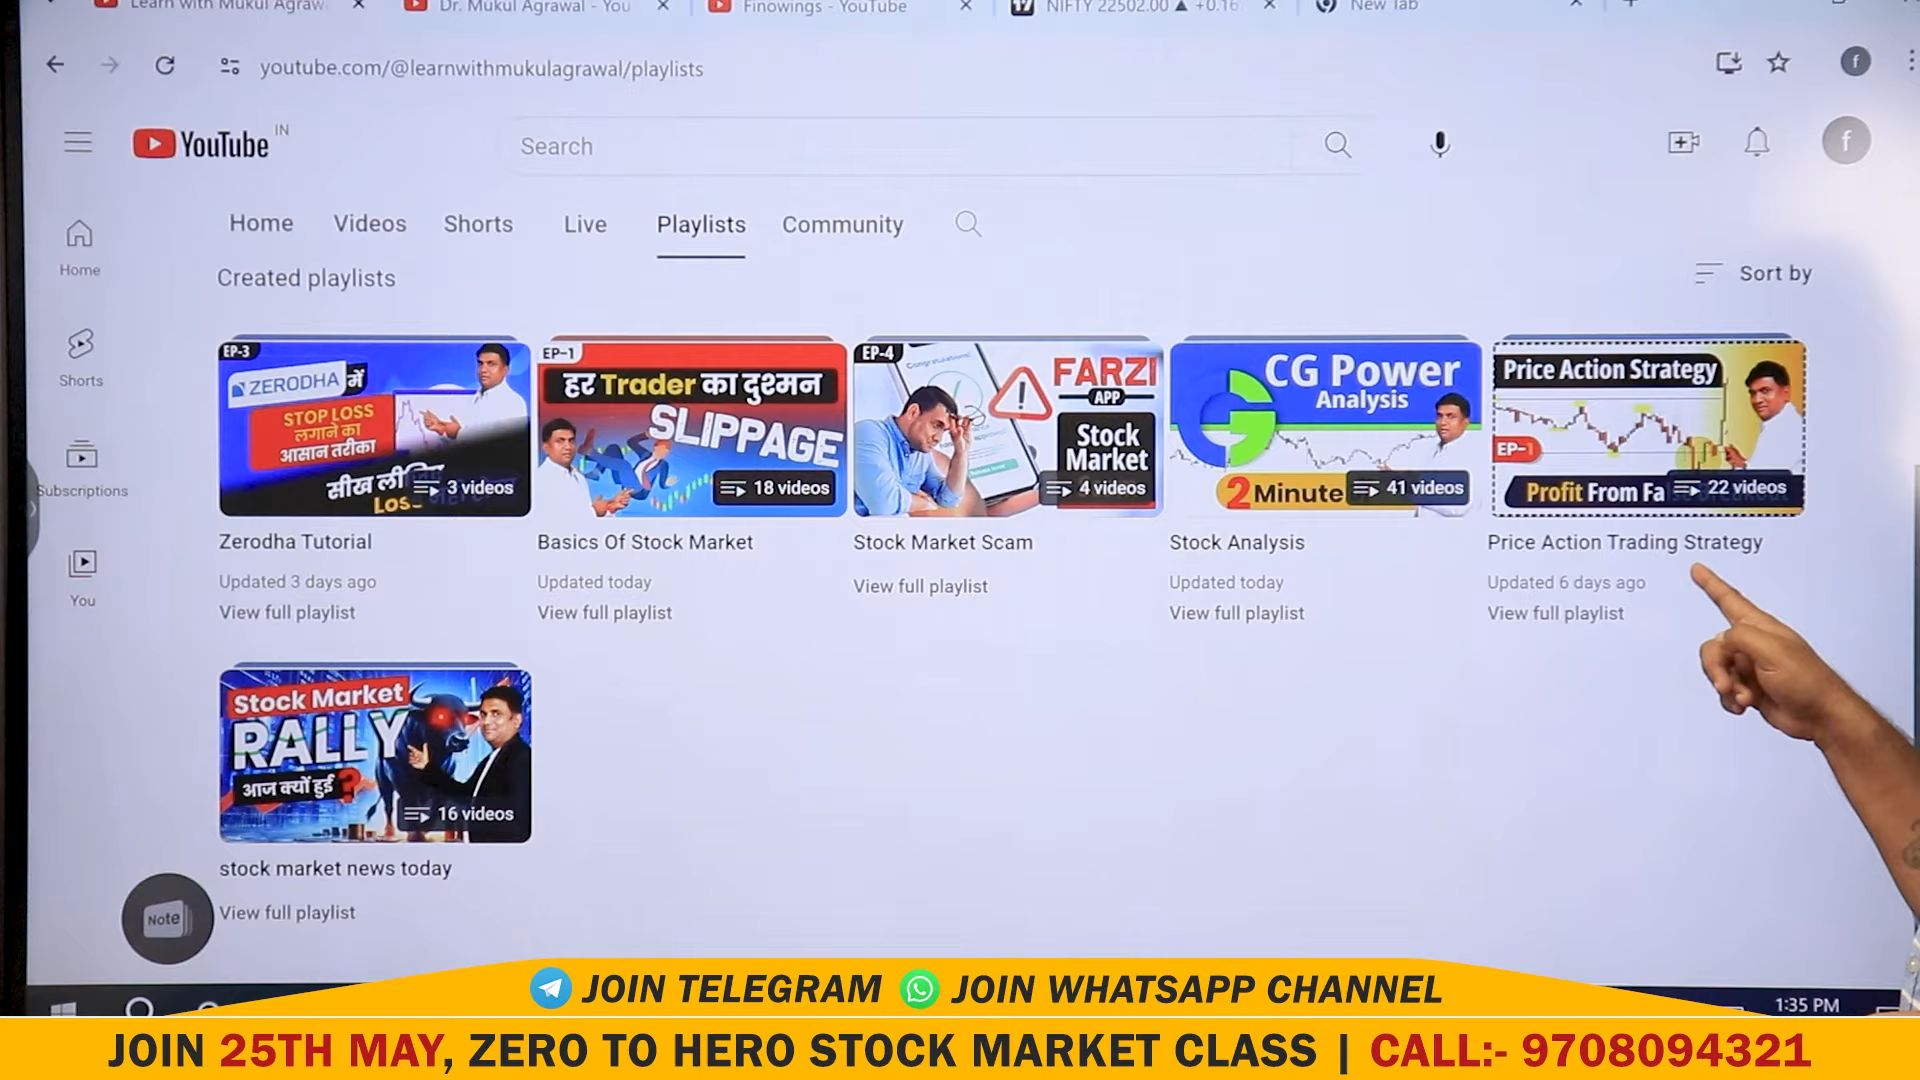 Learn with Mukul Agraw
Dr. Mukul Agrawal - You
Finowings - YouTube
NIFTY 22502.00 ▲ +0.16
New Tab
youtube.com/@learnwithmukulagrawal/playlists
f
YouTube IN
Search
f
Home
Videos
Shorts
Live
Playlists
Community
Home
Shorts
Subscriptions
You
Created playlists
Sort by
EP-3
ZERODHA में
STOP LOSS
लगाने का
आसान तरीका
सीख
3 videos
Zerodha Tutorial
Updated 3 days ago
View full playlist
EP-1
हर Trader का दुश्मन
SLIPPAGE
18 videos
Basics Of Stock Market
Updated today
View full playlist
EP-4
FARZI
APP
Stock
Market
4 videos
Stock Market Scam
View full playlist
CG Power
Analysis
2 Minute
41 videos
Stock Analysis
Updated today
View full playlist
Price Action Strategy
EP-1
Profit From Fa
22 videos
Price Action Trading Strategy
Updated 6 days ago
View full playlist
Stock Market
RALLY
आज क्यों हुई ?
16 videos
stock market news today
View full playlist
Note
1:35 PM
JOIN TELEGRAM JOIN WHATSAPP CHANNEL
JOIN 25TH MAY, ZERO TO HERO STOCK MARKET CLASS | CALL:- 9708094321